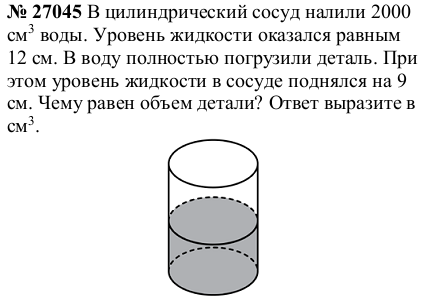 № 27045 В цилиндрический сосуд налили 2000
см³ воды. Уровень жидкости оказался равным
12 см. В воду полностью погрузили деталь. При
этом уровень жидкости в сосуде поднялся на 9
см. Чему равен объем детали? Ответ выразите в
см³.